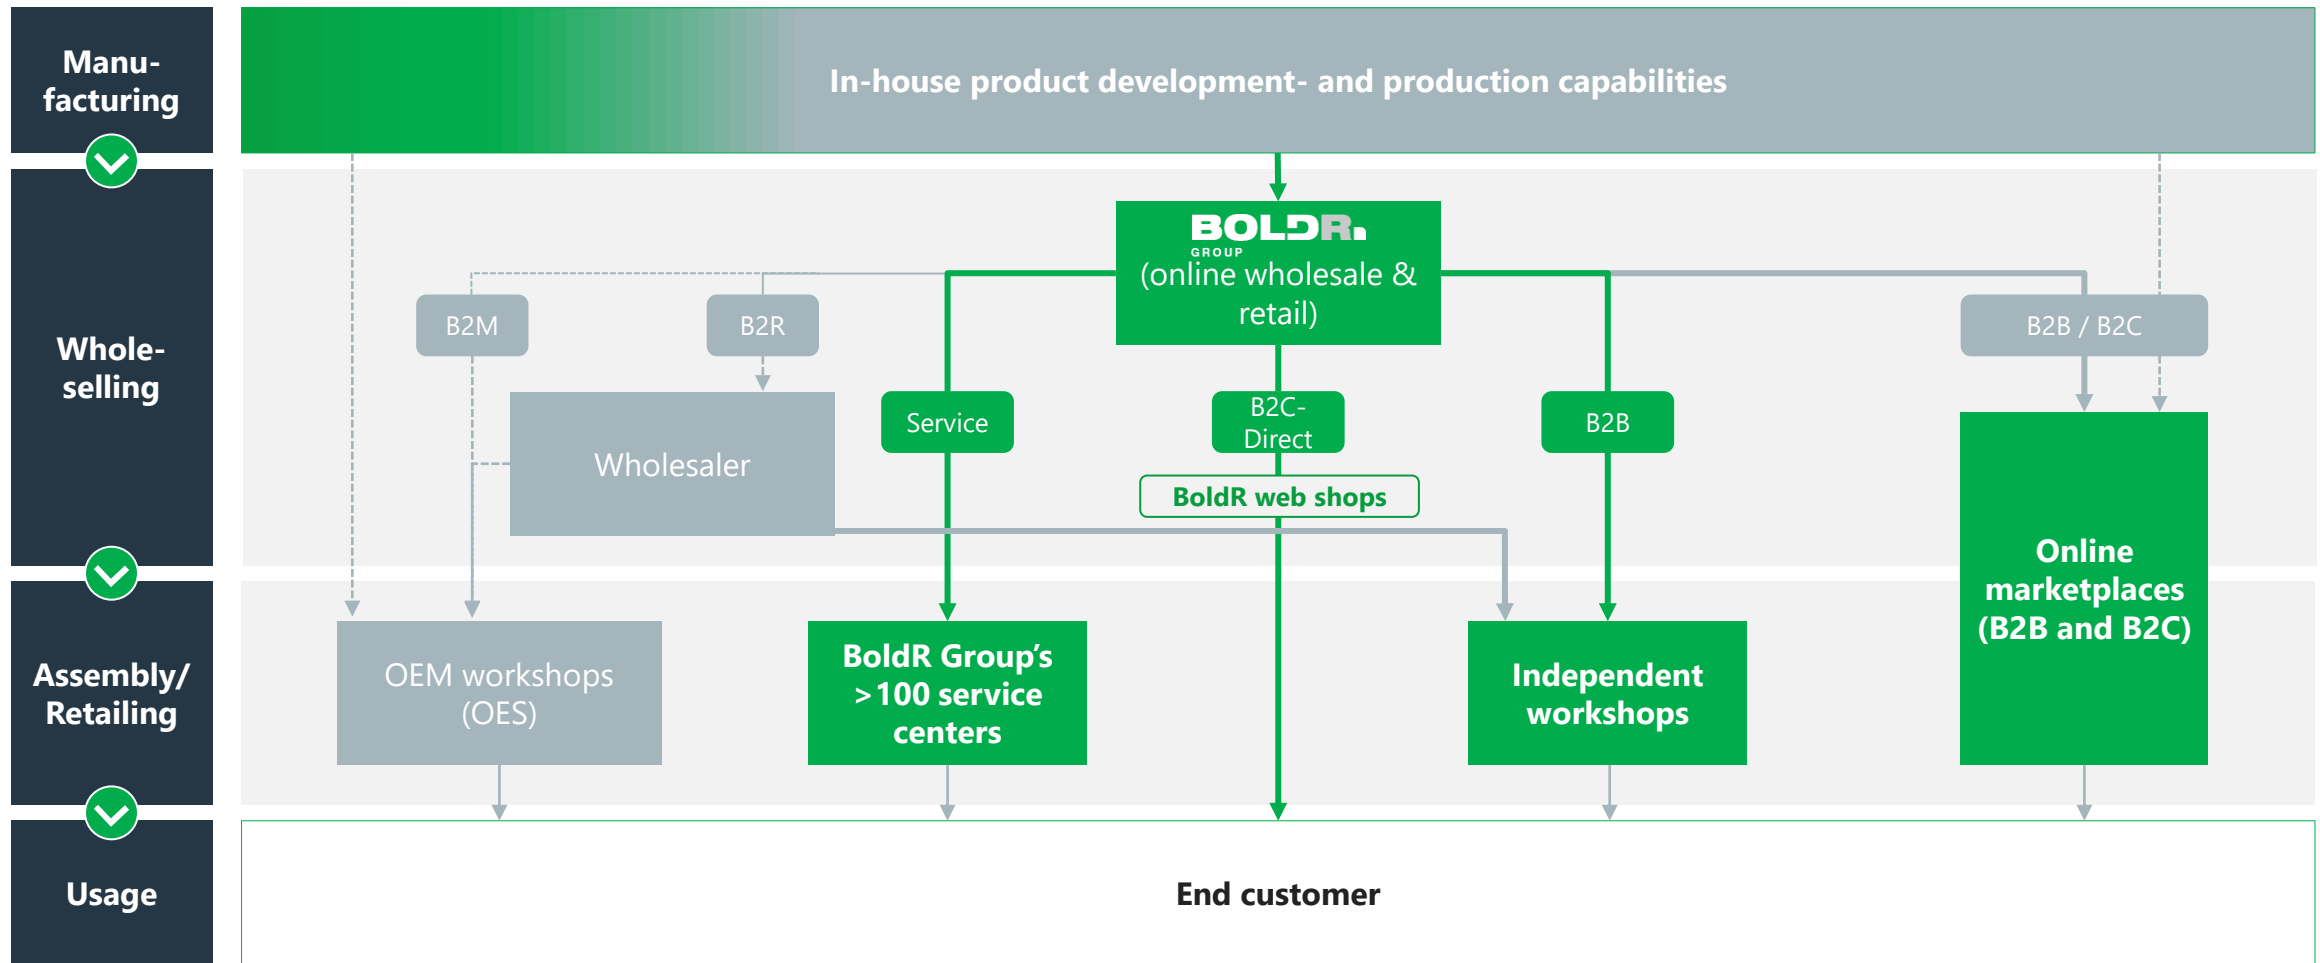 Manu-
facturing
In-house product development- and production capabilities
Whole-
selling
BOLDR.
GROUP
(online wholesale &
retail)
B2M
B2R
B2B / B2C
Service
B2C-
Direct
B2B
Wholesaler
BoldR web shops
Online
marketplaces
(B2B and B2C)
Assembly/
Retailing
OEM workshops
(OES)
BoldR Group’s
>100 service
centers
Independent
workshops
Usage
End customer